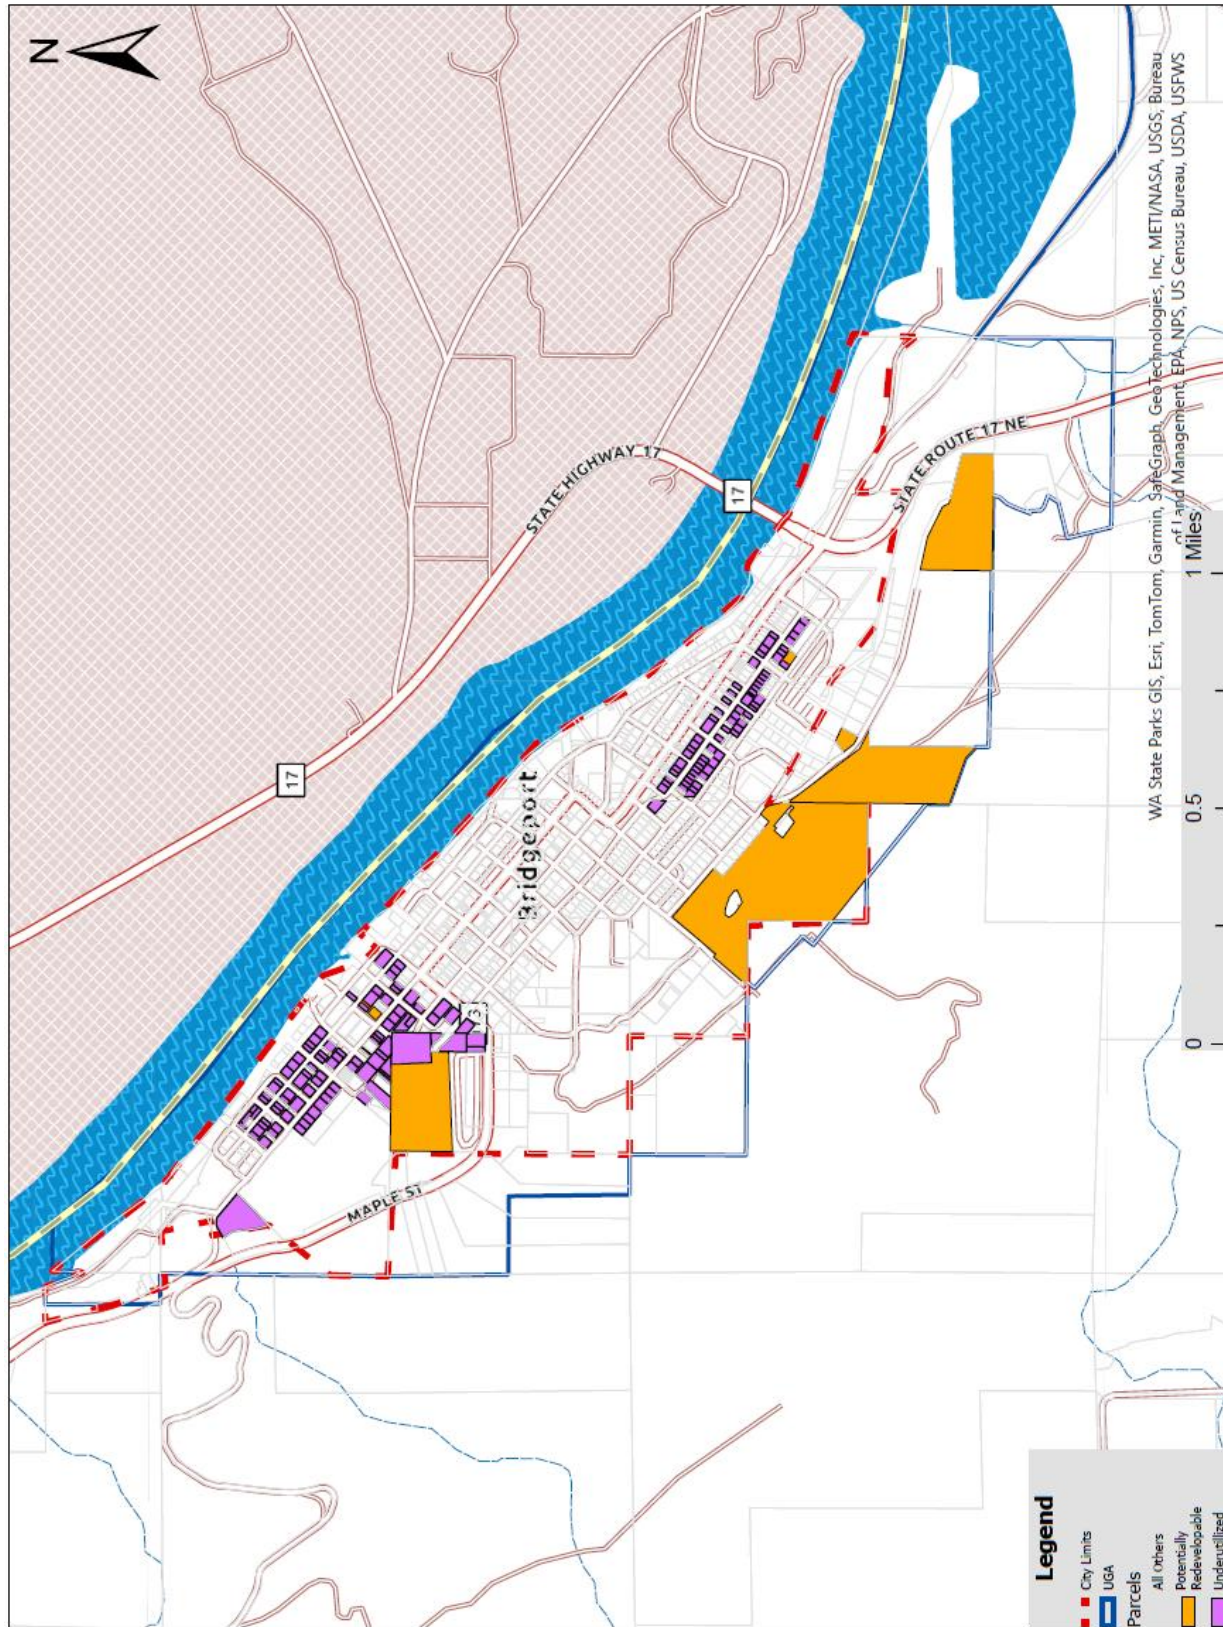 N
STATE HIGHWAY 17
17
17
STATE ROUTE 17 NE
Bridgeport
MAPLE ST
WA State Parks GIS, Esri, TomTom, Garmin, SafeGraph, GeoTechnologies, Inc, METI/NASA, USGS, Bureau
of Land Management, EPA, NPS, US Census Bureau, USDA, USFWS
0 0.5 1 Miles
Legend
City Limits
UGA
Parcels
All Others
Potentially
Redevelopable
Underutilized